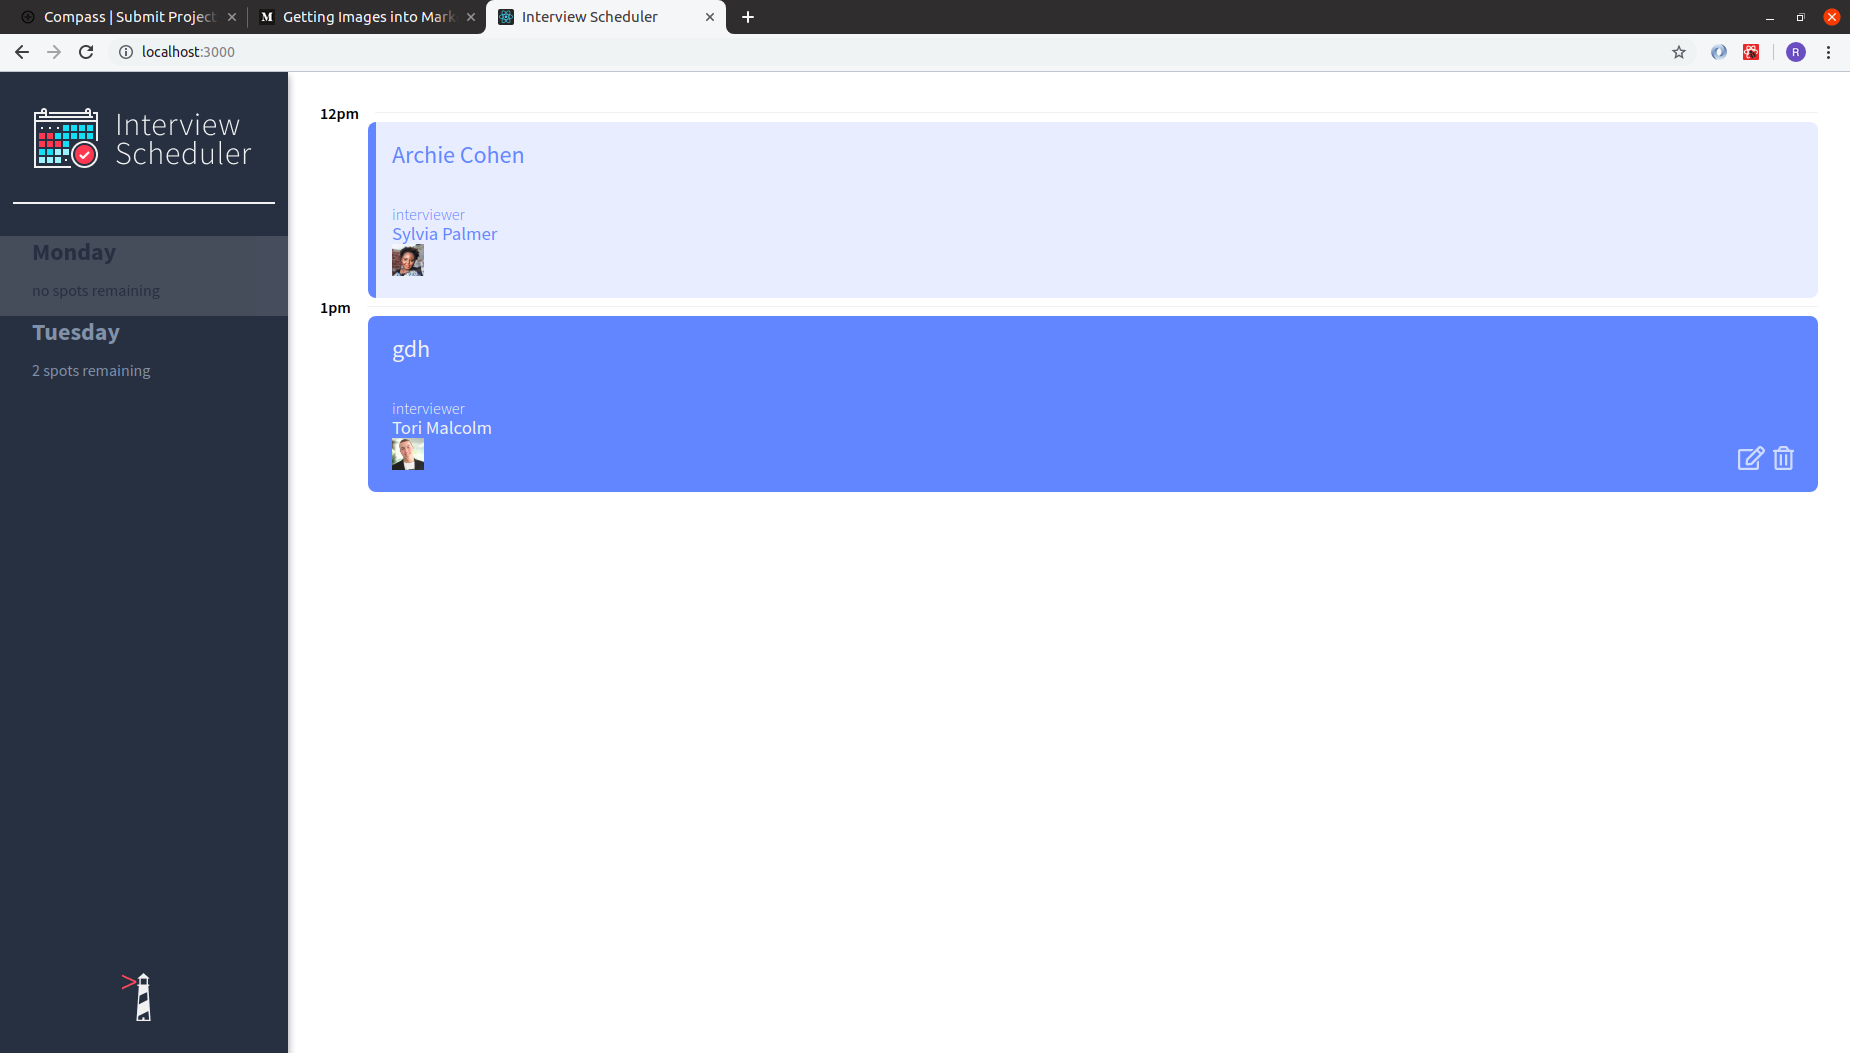 Compass | Submit Project
Getting Images into Mark
Interview Scheduler
localhost:3000
R
Interview
Scheduler
Monday
no spots remaining
Tuesday
2 spots remaining
12pm
Archie Cohen
interviewer
Sylvia Palmer
1pm
gdh
interviewer
Tori Malcolm